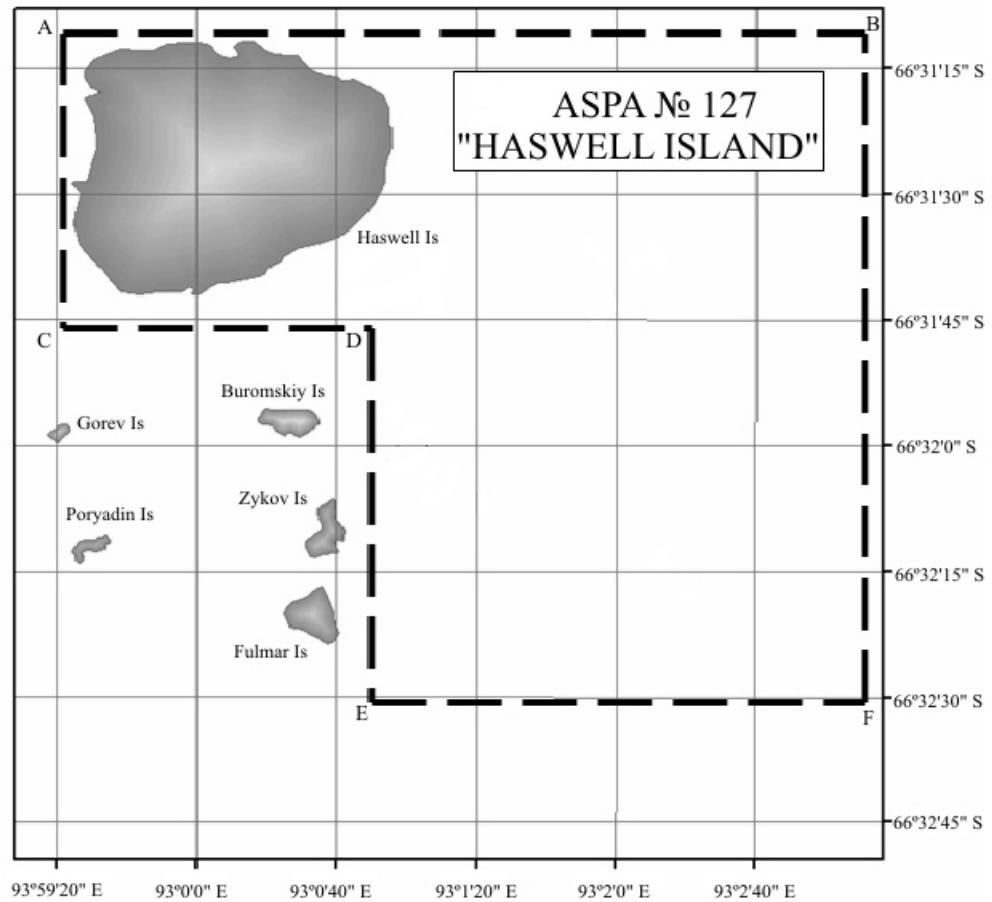 A
B
66º31'15" S
ASPA № 127
"HASWELL ISLAND"
66º31'30" S
Haswell Is
66º31'45" S
C
D
Buromskiy Is
Gorev Is
66º32'0" S
Zykov Is
Poryadin Is
66º32'15" S
Fulmar Is
66º32'30" S
E
F
66º32'45" S
93º59'20" E 93º0'0" E 93º0'40" E 93º1'20" E 93º2'0" E 93º2'40" E